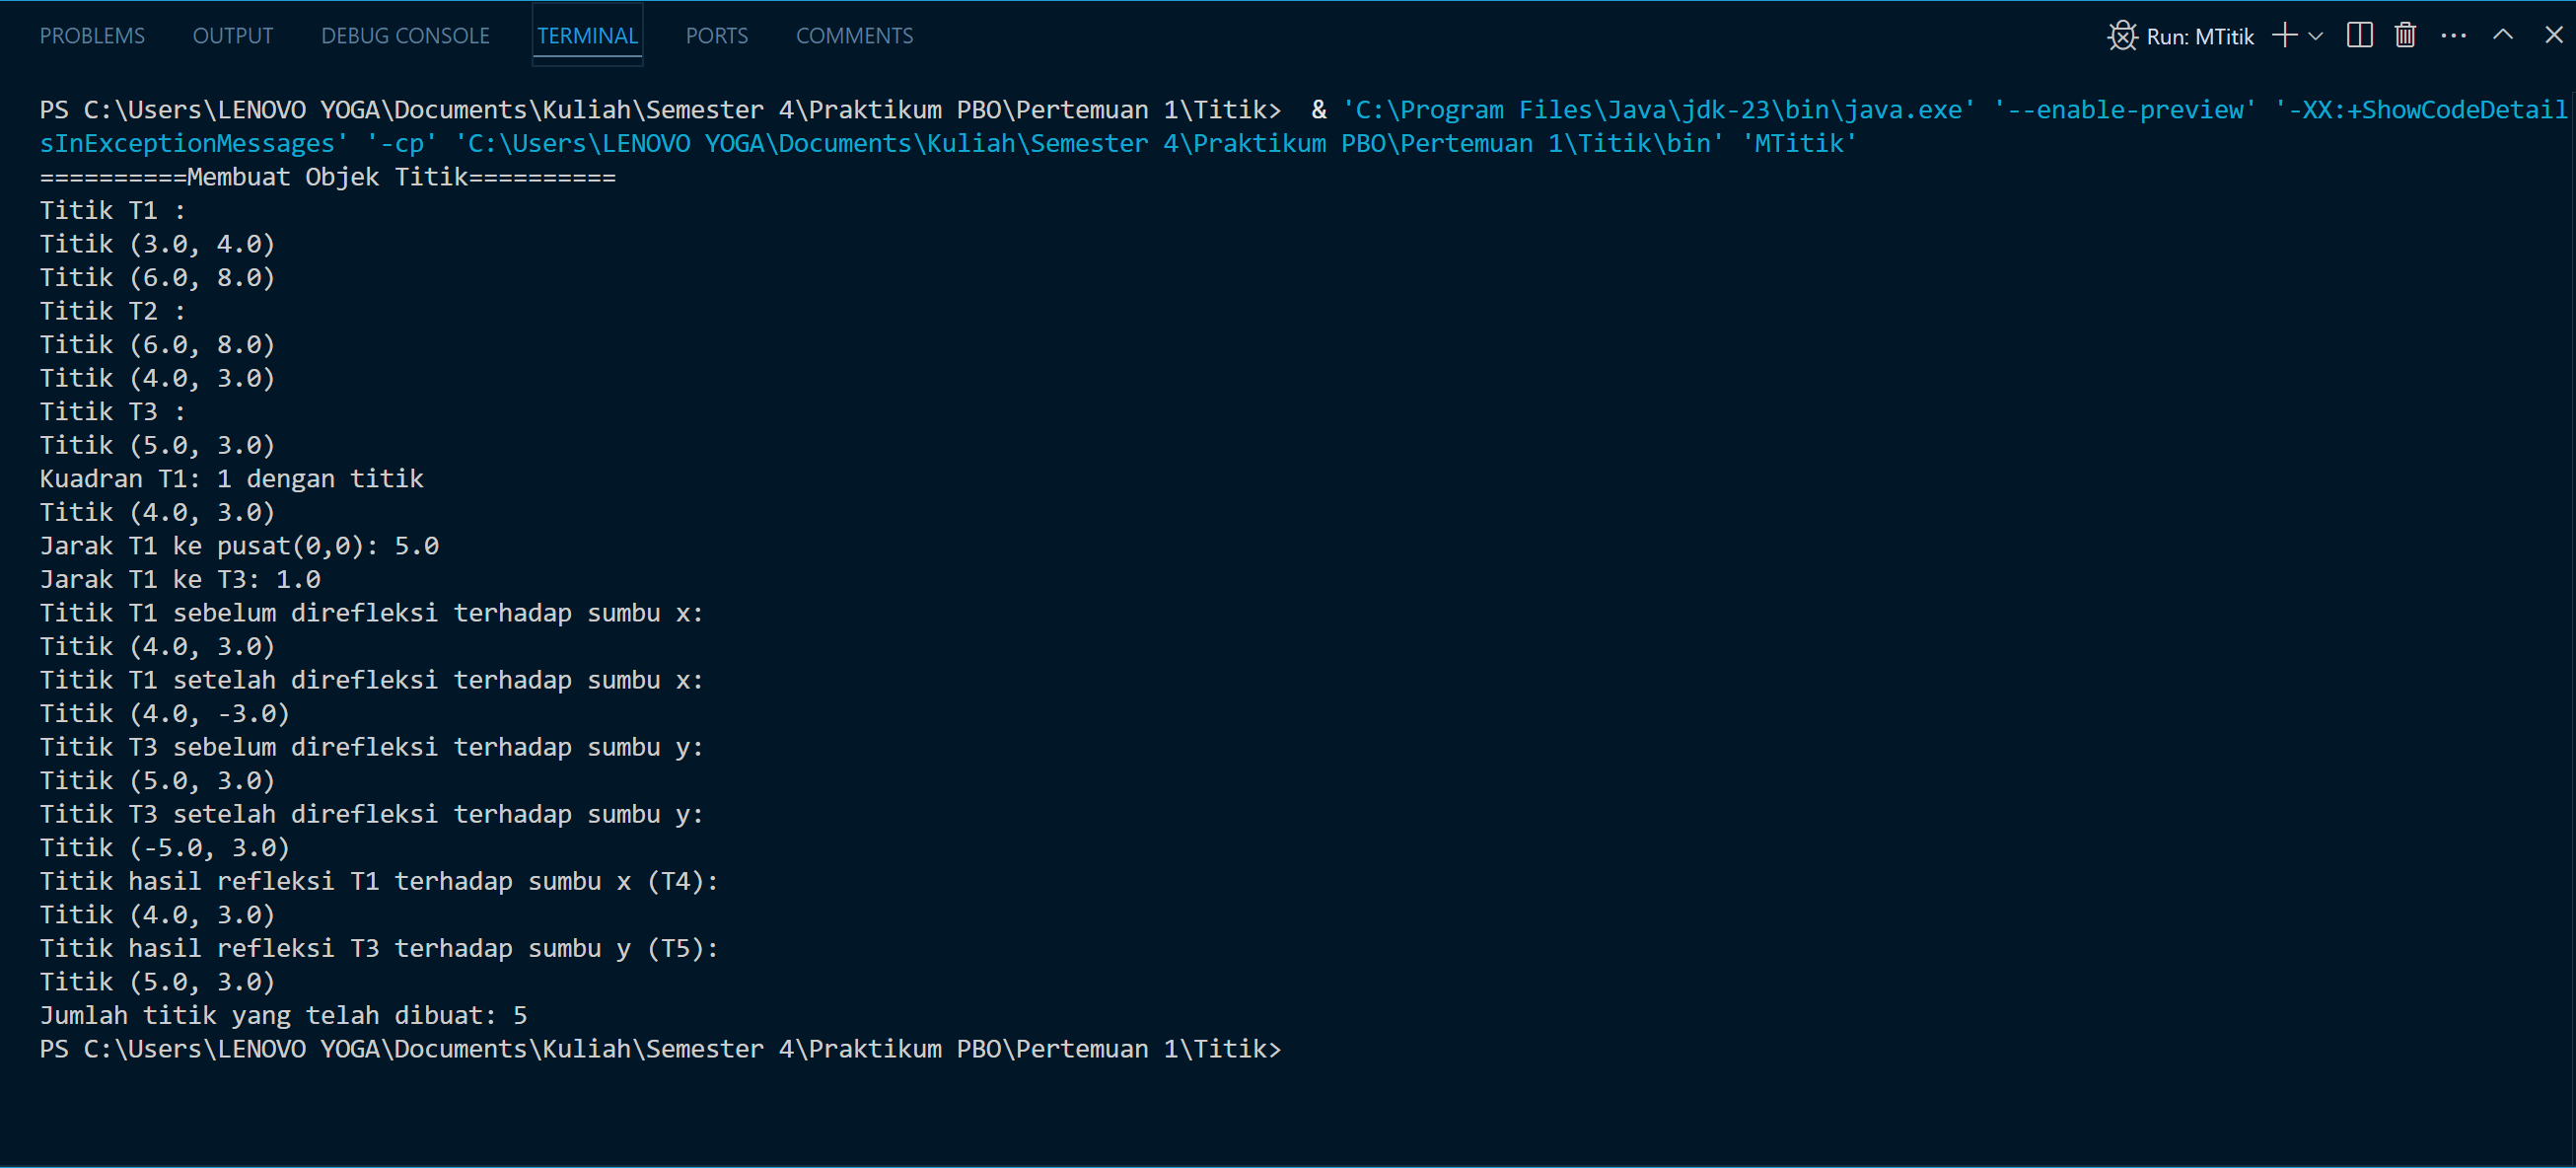 PROBLEMS OUTPUT DEBUG CONSOLE TERMINAL PORTS COMMENTS Run: MTitik
PS C:\Users\LENOVO YOGA\Documents\Kuliah\Semester 4\Praktikum PBO\Pertemuan 1\Titik>  & 'C:\Program Files\Java\jdk-23\bin\java.exe' '--enable-preview' '-XX:+ShowCodeDetail
sInExceptionMessages' '-cp' 'C:\Users\LENOVO YOGA\Documents\Kuliah\Semester 4\Praktikum PBO\Pertemuan 1\Titik\bin' 'MTitik'
==========Membuat Objek Titik==========
Titik T1 :
Titik (3.0, 4.0)
Titik (6.0, 8.0)
Titik T2 :
Titik (6.0, 8.0)
Titik (4.0, 3.0)
Titik T3 :
Titik (5.0, 3.0)
Kuadran T1: 1 dengan titik
Titik (4.0, 3.0)
Jarak T1 ke pusat(0,0): 5.0
Jarak T1 ke T3: 1.0
Titik T1 sebelum direfleksi terhadap sumbu x:
Titik (4.0, 3.0)
Titik T1 setelah direfleksi terhadap sumbu x:
Titik (4.0, -3.0)
Titik T3 sebelum direfleksi terhadap sumbu y:
Titik (5.0, 3.0)
Titik T3 setelah direfleksi terhadap sumbu y:
Titik (-5.0, 3.0)
Titik hasil refleksi T1 terhadap sumbu x (T4):
Titik (4.0, 3.0)
Titik hasil refleksi T3 terhadap sumbu y (T5):
Titik (5.0, 3.0)
Jumlah titik yang telah dibuat: 5
PS C:\Users\LENOVO YOGA\Documents\Kuliah\Semester 4\Praktikum PBO\Pertemuan 1\Titik>